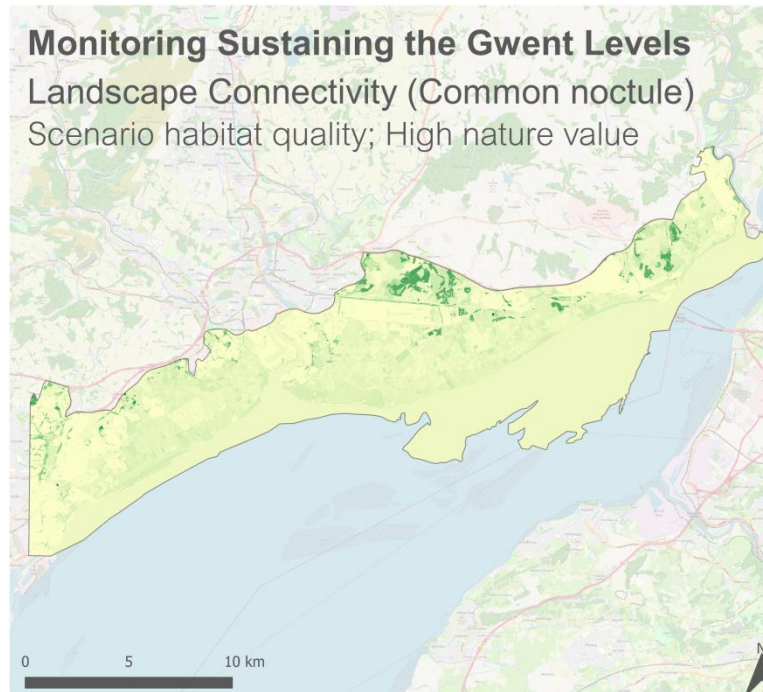 Monitoring Sustaining the Gwent Levels
Landscape Connectivity (Common noctule)
Scenario habitat quality; High nature value
0 5 10 km
N